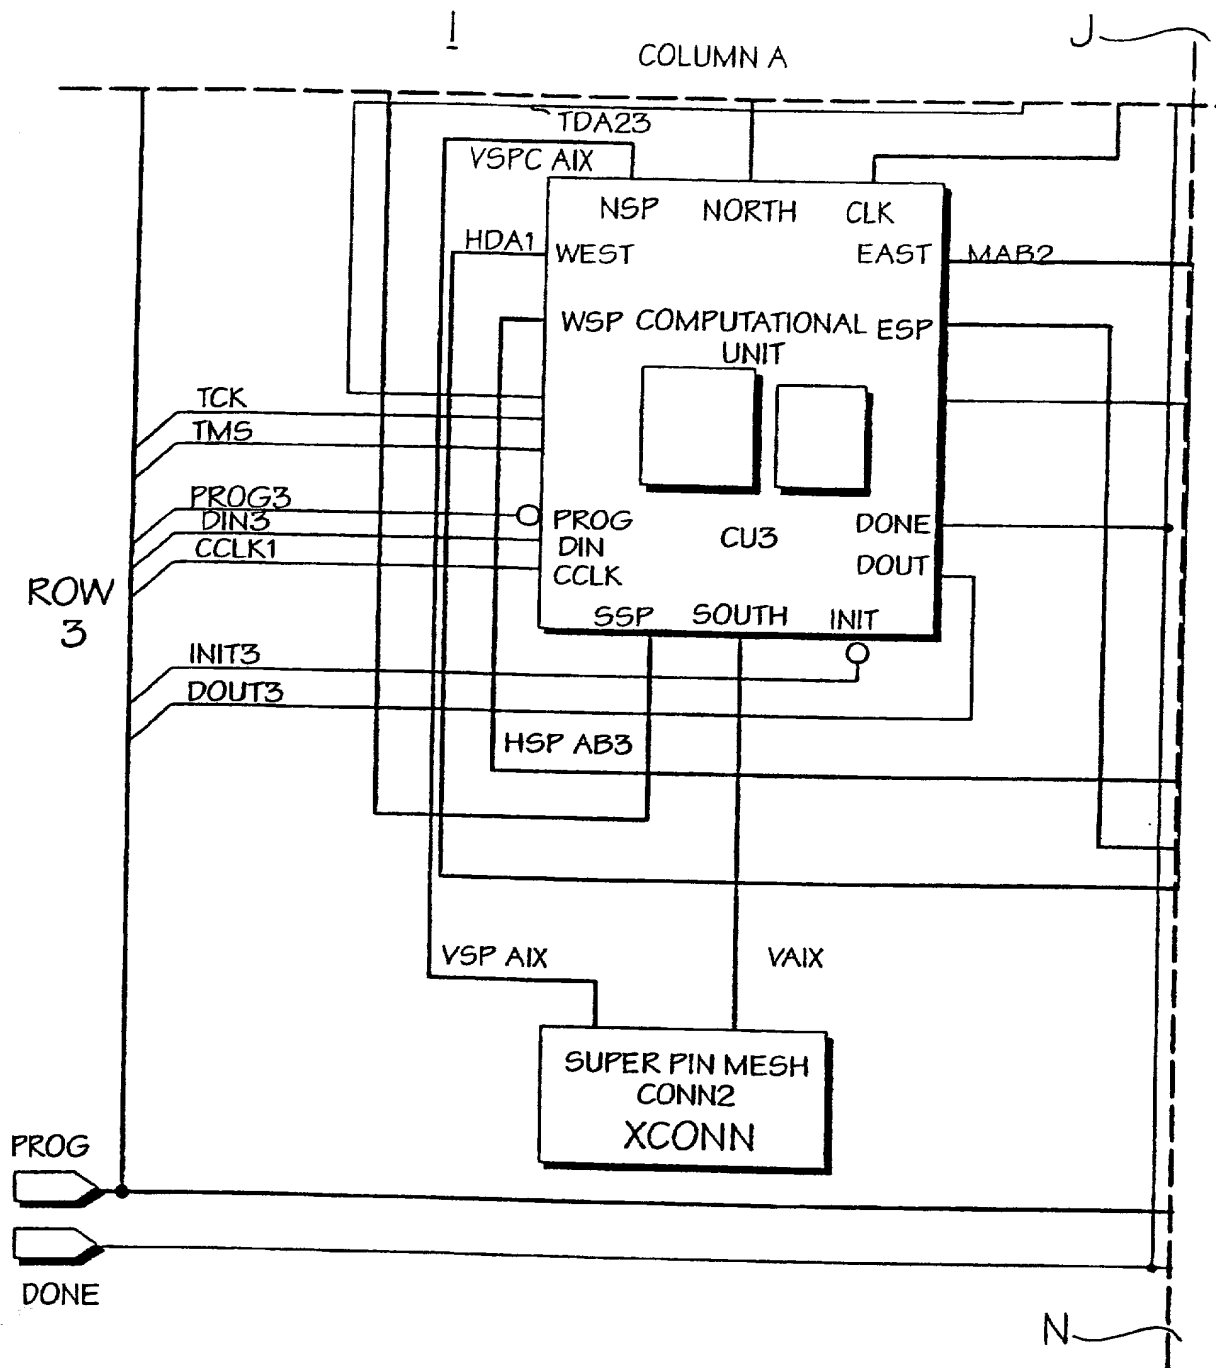 I
J
COLUMN A
TDA23
VSPC AIX
NSP NORTH CLK
HDA1
WEST
EAST
MAB2
WSP COMPUTATIONAL ESP
UNIT
TCK
TMS
PROG3
DIN3
CCLK1
PROG
DIN
CCLK
CU3
DONE
DOUT
ROW
3
SSP SOUTH INIT
INIT3
DOUT3
HSP AB3
VSP AIX
VAIX
SUPER PIN MESH
CONN2
XCONN
PROG
DONE
N